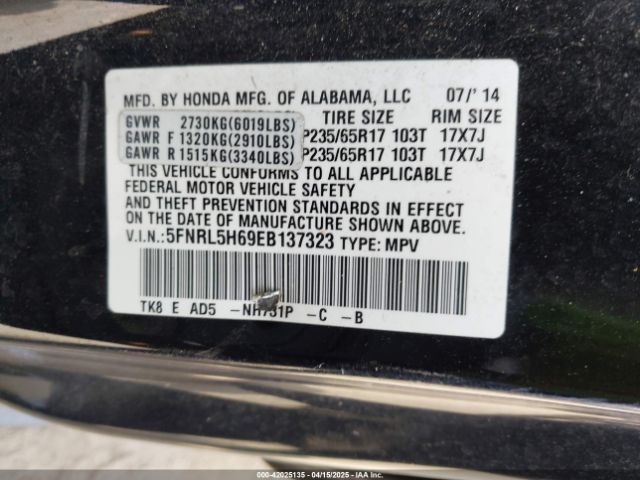 MFD. BY HONDA MFG. OF ALABAMA, LLC 07/'14
GVWR 2730KG(6019LBS) TIRE SIZE RIM SIZE
GAWR F 1320KG(2910LBS) P235/65R17 103T 17X7J
GAWR R 1515KG(3340LBS) P235/65R17 103T 17X7J
THIS VEHICLE CONFORMS TO ALL APPLICABLE
FEDERAL MOTOR VEHICLE SAFETY
AND THEFT PREVENTION STANDARDS IN EFFECT
ON THE DATE OF MANUFACTURE SHOWN ABOVE.
V.I.N.:5FNRL5H69EB137323 TYPE: MPV
TK8 E AD5 -NH731P -C -B
000-42025135 - 04/15/2025 - IAAI.COM